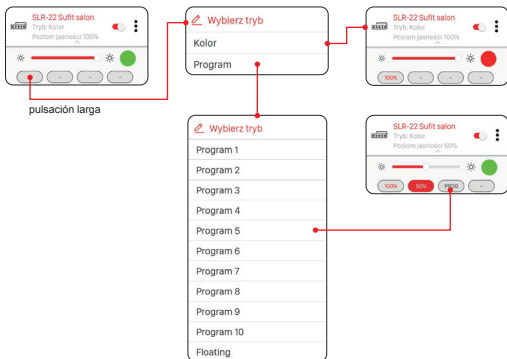 SLR-22 Sufit salon
Tryb: Kolor
Poziom jasności 100%
- - - -
pulsación larga
Wybierz tryb
Kolor
Program
SLR-22 Sufit salon
Tryb: Kolor
Poziom jasności 100%
100% - - -
Wybierz tryb
Program 1
Program 2
Program 3
Program 4
Program 5
Program 6
Program 7
Program 8
Program 9
Program 10
Floating
SLR-22 Sufit salon
Tryb: Kolor
Poziom jasności 50%
100% 50% PROG -